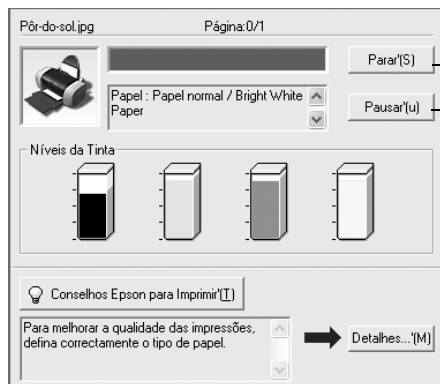 Pôr-do-sol.jpg Página:0/1
Parar'(S)
Papel : Papel normal / Bright White
Paper
Pausar'(u)
Níveis da Tinta
Conselhos Epson para Imprimir'(T)
Para melhorar a qualidade das impressões,
defina correctamente o tipo de papel.
Detalhes...'(M)